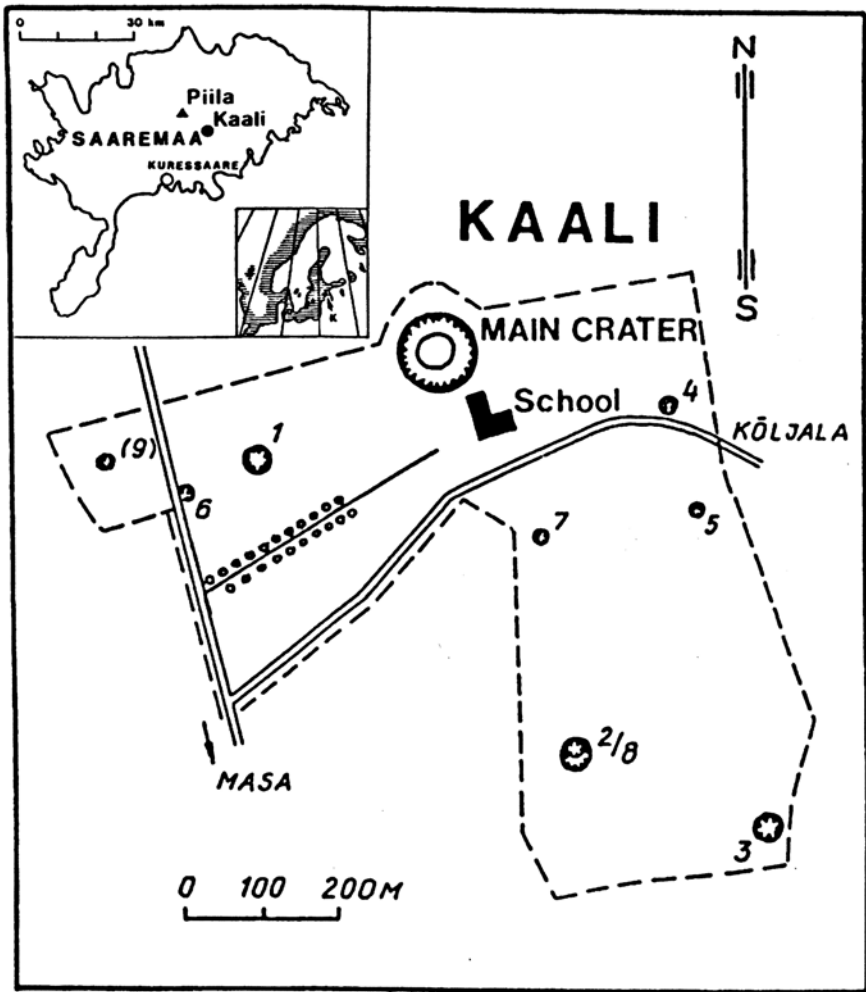 0 30 km
Piila
Kaali
SAAREMAA
KURESSAARE
K
N
S
KAALI
MAIN CRATER
School
4
KÕLJALA
(9)
1
6
7
5
2/8
3
MASA
0 100 200 M